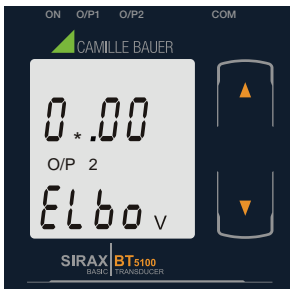 ON O/P1 O/P2 COM
CAMILLE BAUER
0*.00
O/P 2
ELbo V
SIRAX BT5100
BASIC TRANSDUCER